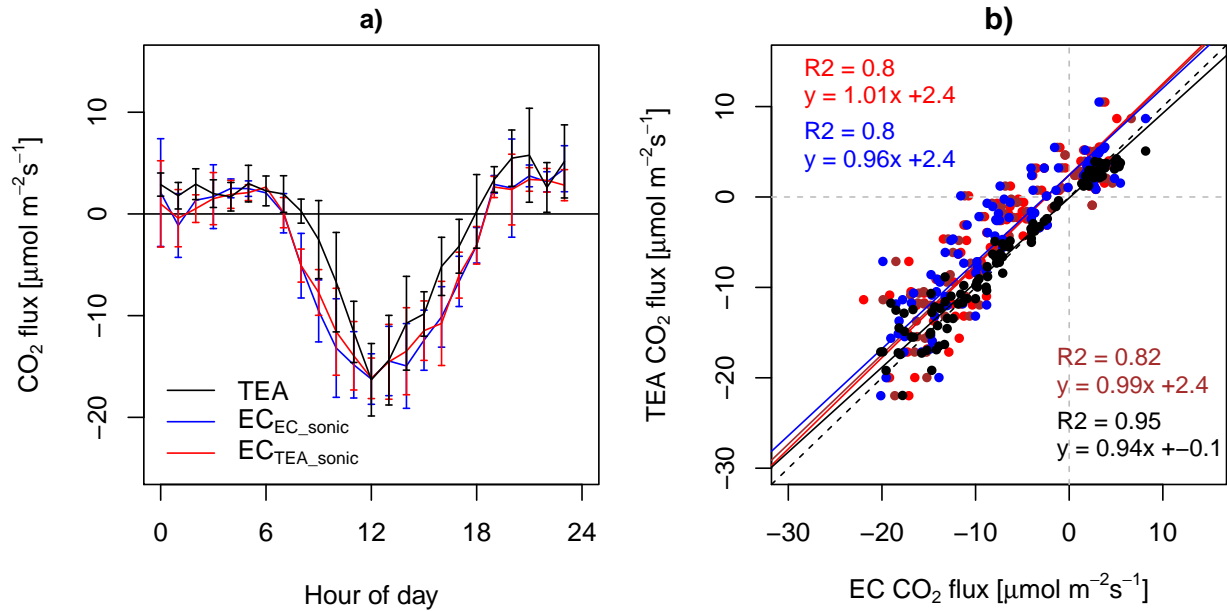 a)
CO₂ flux [μmol m⁻²s⁻¹]
10
0
−10
−20
TEA
EC_EC_sonic
EC_TEA_sonic
0 6 12 18 24
Hour of day
b)
TEA CO₂ flux [μmol m⁻²s⁻¹]
10
0
−10
−20
−30
R2 = 0.8
y = 1.01x +2.4
R2 = 0.8
y = 0.96x +2.4
R2 = 0.82
y = 0.99x +2.4
R2 = 0.95
y = 0.94x +−0.1
−30 −20 −10 0 10
EC CO₂ flux [μmol m⁻²s⁻¹]